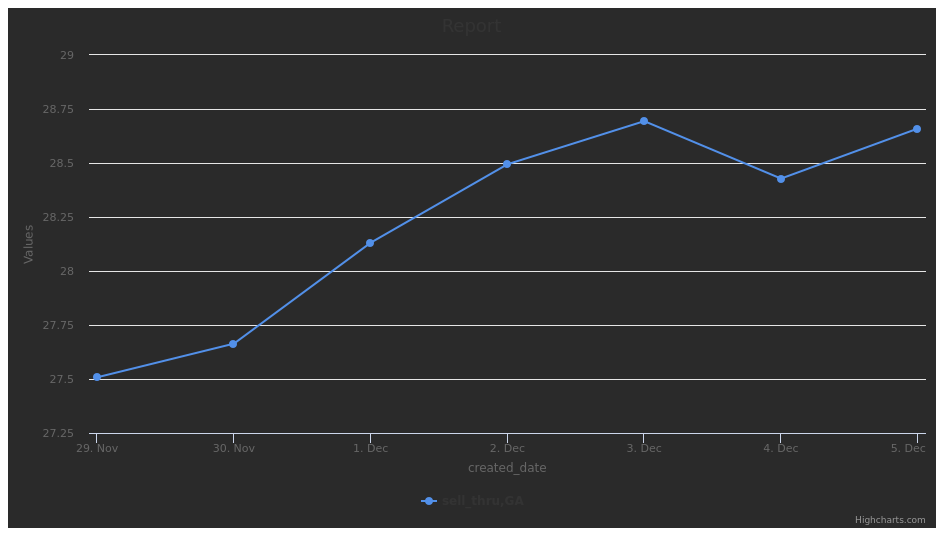 Report
29
28.75
28.5
28.25
28
27.75
27.5
27.25
Values
29. Nov
30. Nov
1. Dec
2. Dec
3. Dec
4. Dec
5. Dec
created_date
sell_thru,GA
Highcharts.com